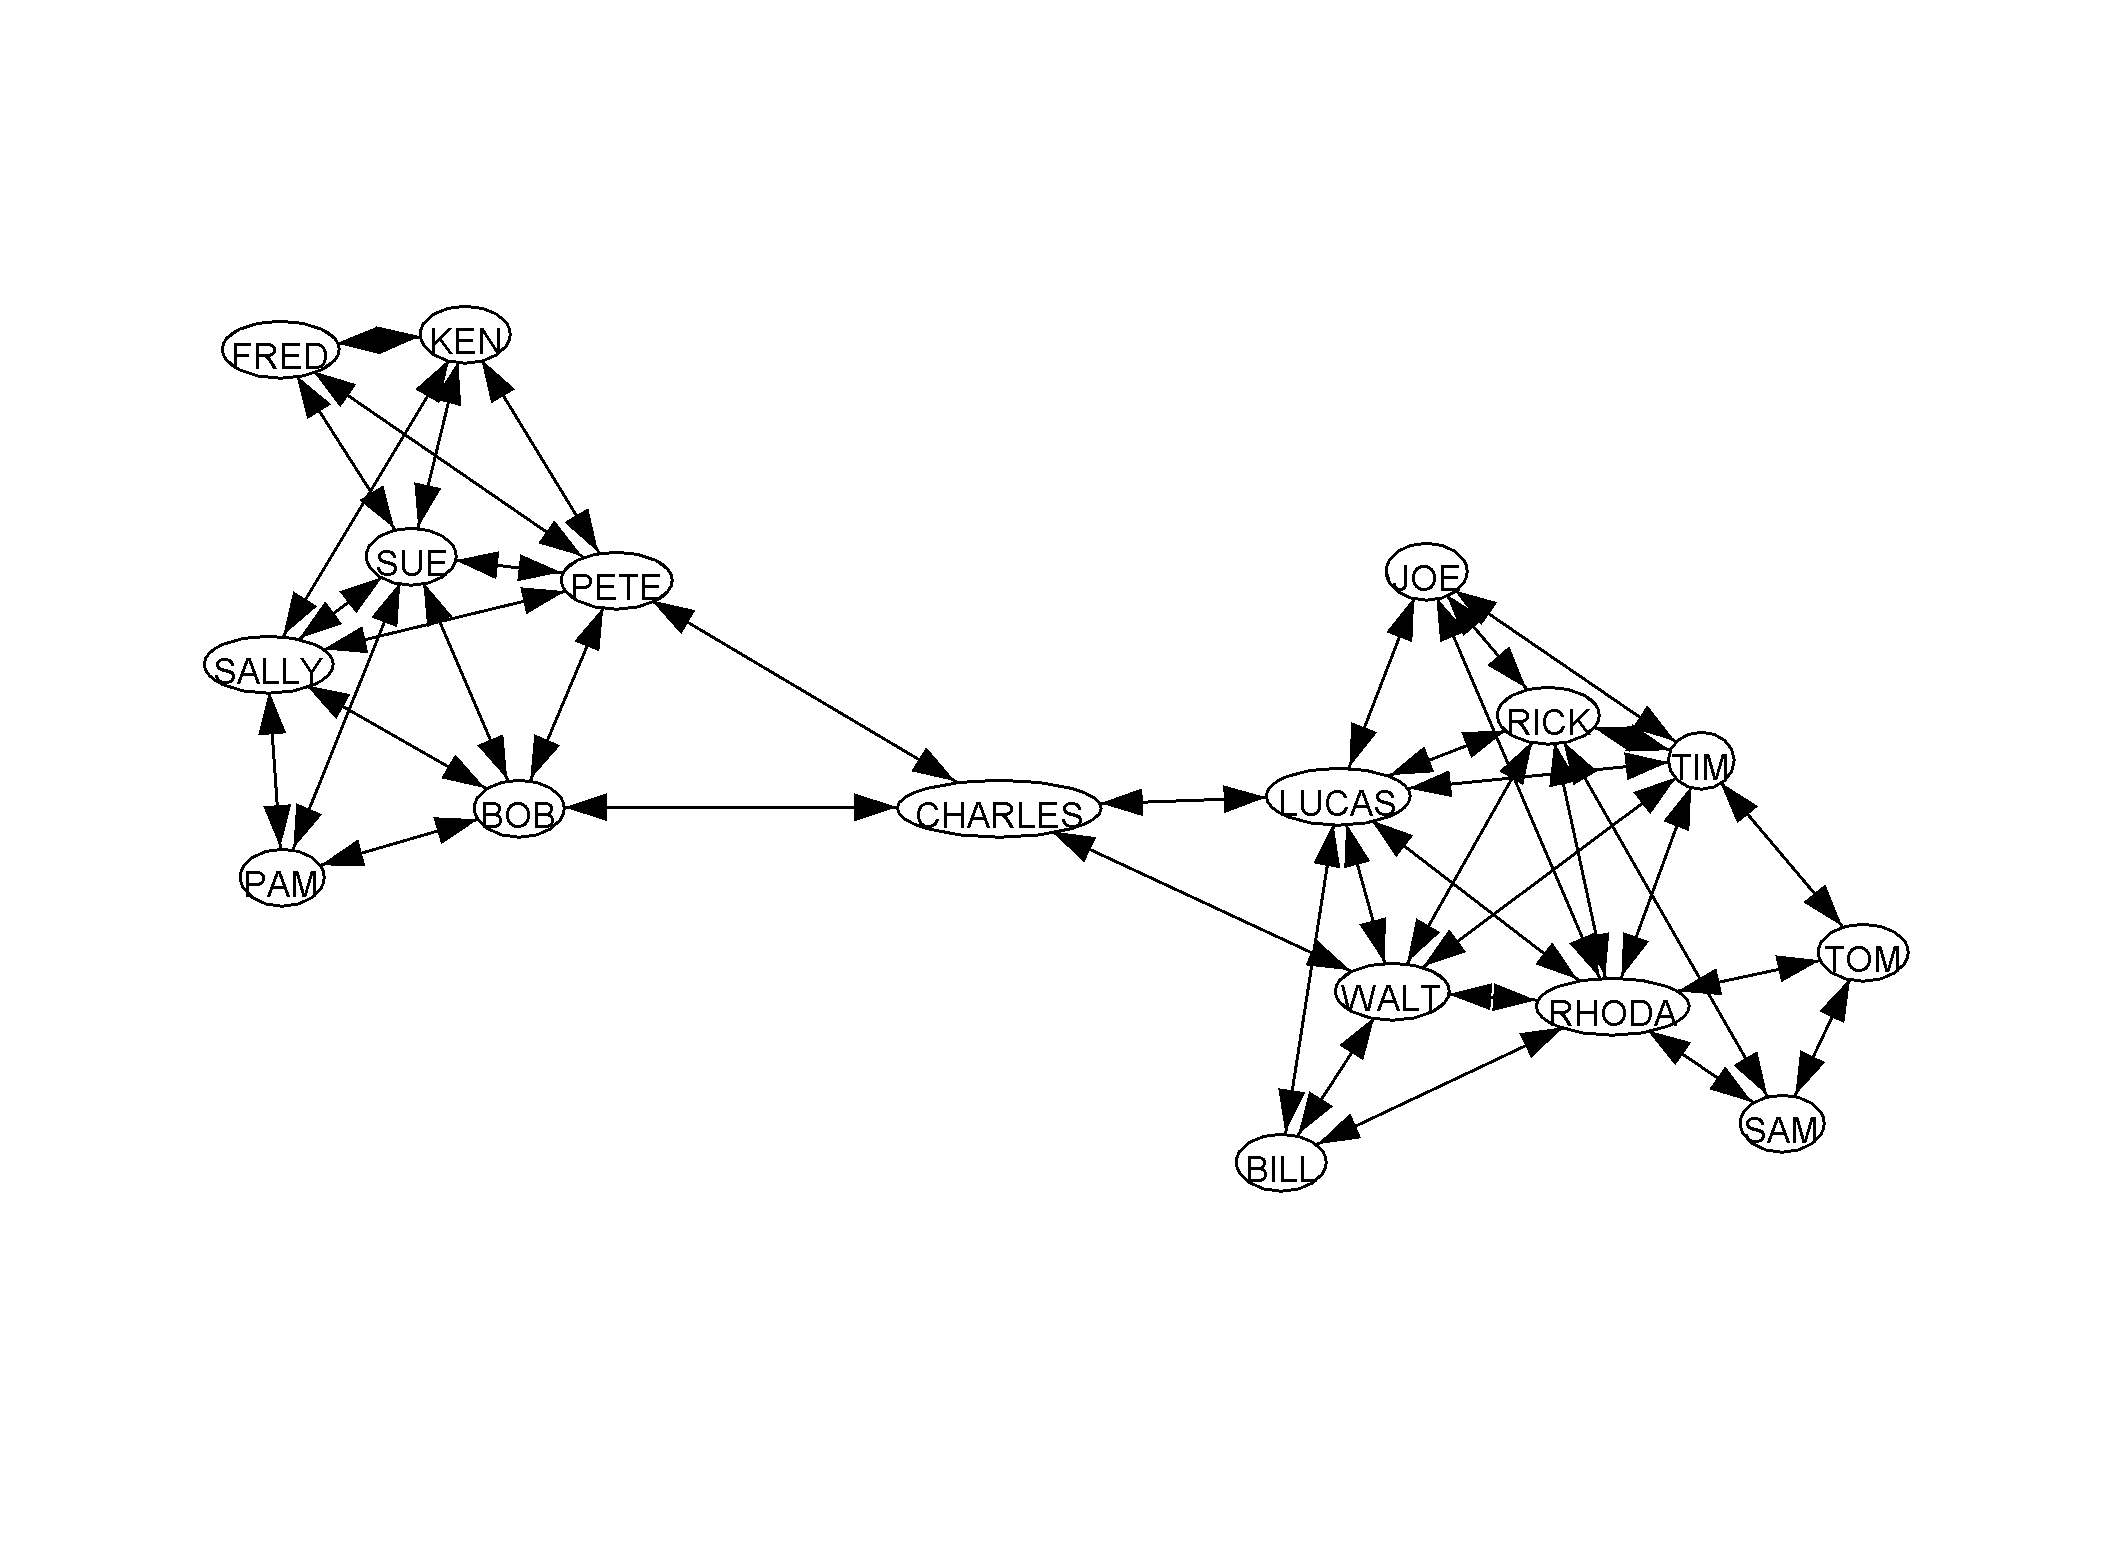 KEN
FRED
SUE
JOE
PETE
SALLY
RICK
TIM
LUCAS
BOB
CHARLES
PAM
TOM
WALT
RHODA
SAM
BILL